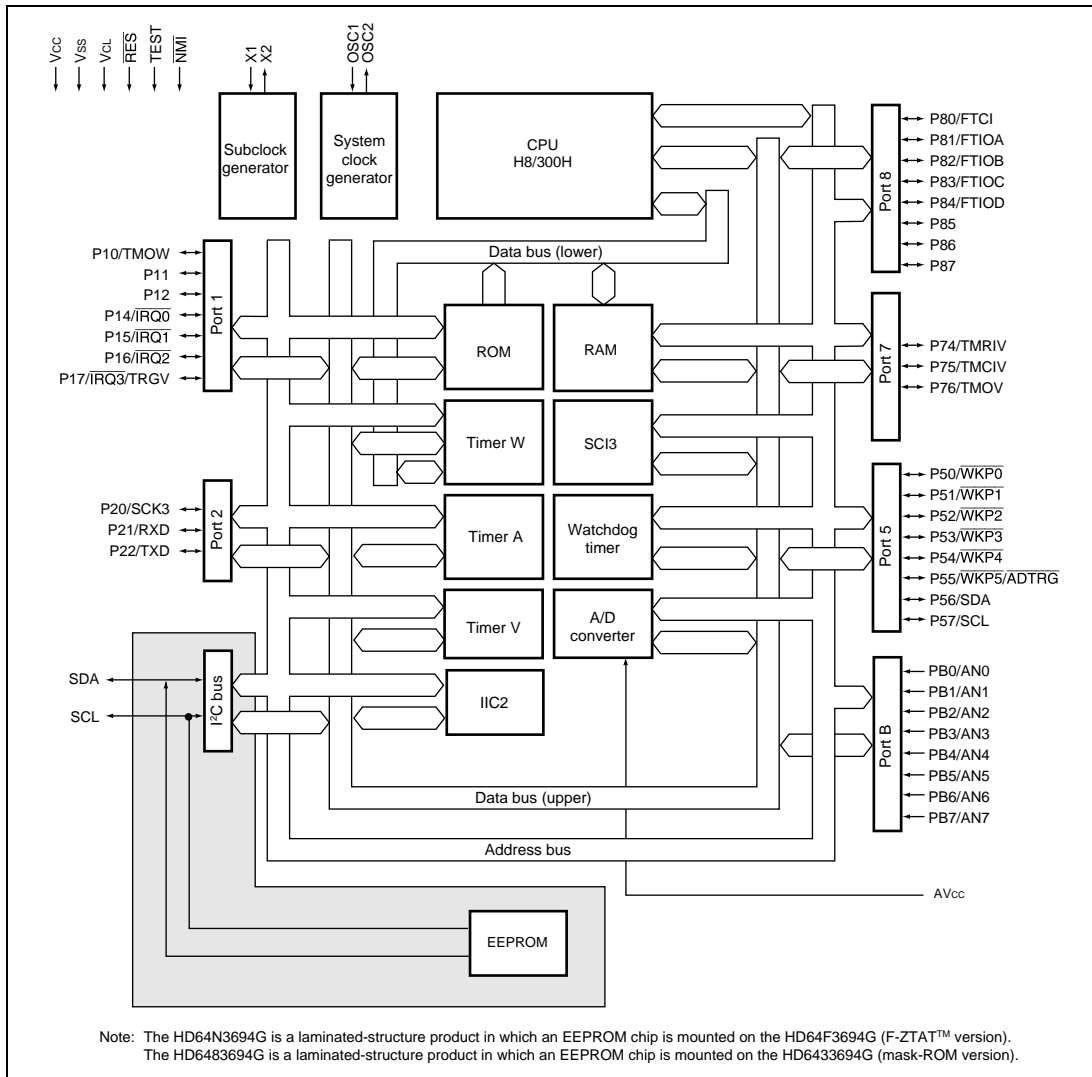 Vcc
Vss
VCL
RES
TEST
NMI
X1
X2
OSC1
OSC2
Subclock
generator
System
clock
generator
CPU
H8/300H
Port 8
P80/FTCI
P81/FTIOA
P82/FTIOB
P83/FTIOC
P84/FTIOD
P85
P86
P87
Data bus (lower)
P10/TMOW
P11
P12
P14/IRQ0
P15/IRQ1
P16/IRQ2
P17/IRQ3/TRGV
Port 1
ROM
RAM
Port 7
P74/TMRIV
P75/TMCIV
P76/TMOV
Timer W
SCI3
P20/SCK3
P21/RXD
P22/TXD
Port 2
Timer A
Watchdog
timer
Port 5
P50/WKP0
P51/WKP1
P52/WKP2
P53/WKP3
P54/WKP4
P55/WKP5/ADTRG
P56/SDA
P57/SCL
Timer V
A/D
converter
SDA
SCL
I²C bus
IIC2
Port B
PB0/AN0
PB1/AN1
PB2/AN2
PB3/AN3
PB4/AN4
PB5/AN5
PB6/AN6
PB7/AN7
Data bus (upper)
Address bus
AVcc
EEPROM
Note: The HD64N3694G is a laminated-structure product in which an EEPROM chip is mounted on the HD64F3694G (F-ZTAT™ version).
The HD6483694G is a laminated-structure product in which an EEPROM chip is mounted on the HD6433694G (mask-ROM version).